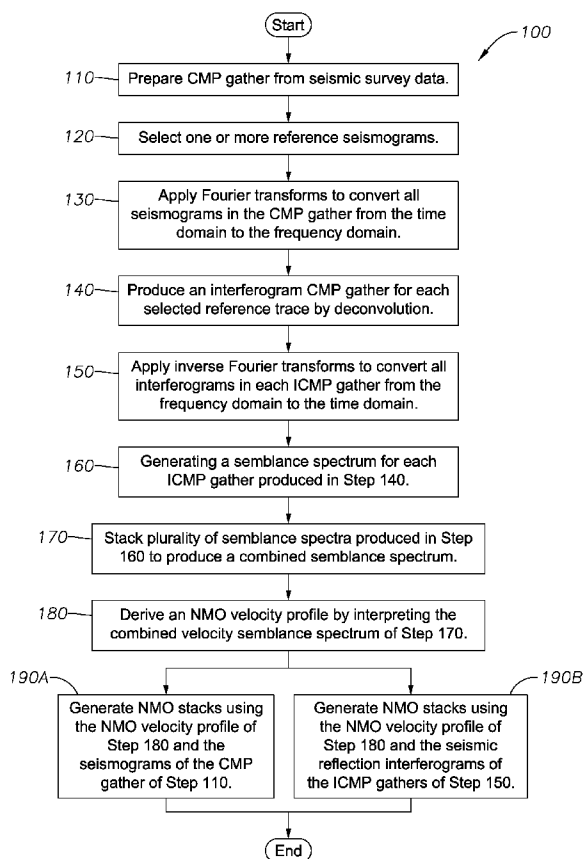 Start
100
110
Prepare CMP gather from seismic survey data.
120
Select one or more reference seismograms.
130
Apply Fourier transforms to convert all
seismograms in the CMP gather from the time
domain to the frequency domain.
140
Produce an interferogram CMP gather for each
selected reference trace by deconvolution.
150
Apply inverse Fourier transforms to convert all
interferograms in each ICMP gather from the
frequency domain to the time domain.
160
Generating a semblance spectrum for each
ICMP gather produced in Step 140.
170
Stack plurality of semblance spectra produced in Step
160 to produce a combined semblance spectrum.
180
Derive an NMO velocity profile by interpreting the
combined velocity semblance spectrum of Step 170.
190A
Generate NMO stacks using
the NMO velocity profile of
Step 180 and the
seismograms of the CMP
gather of Step 110.
190B
Generate NMO stacks using
the NMO velocity profile of
Step 180 and the seismic
reflection interferograms of
the ICMP gathers of Step 150.
End